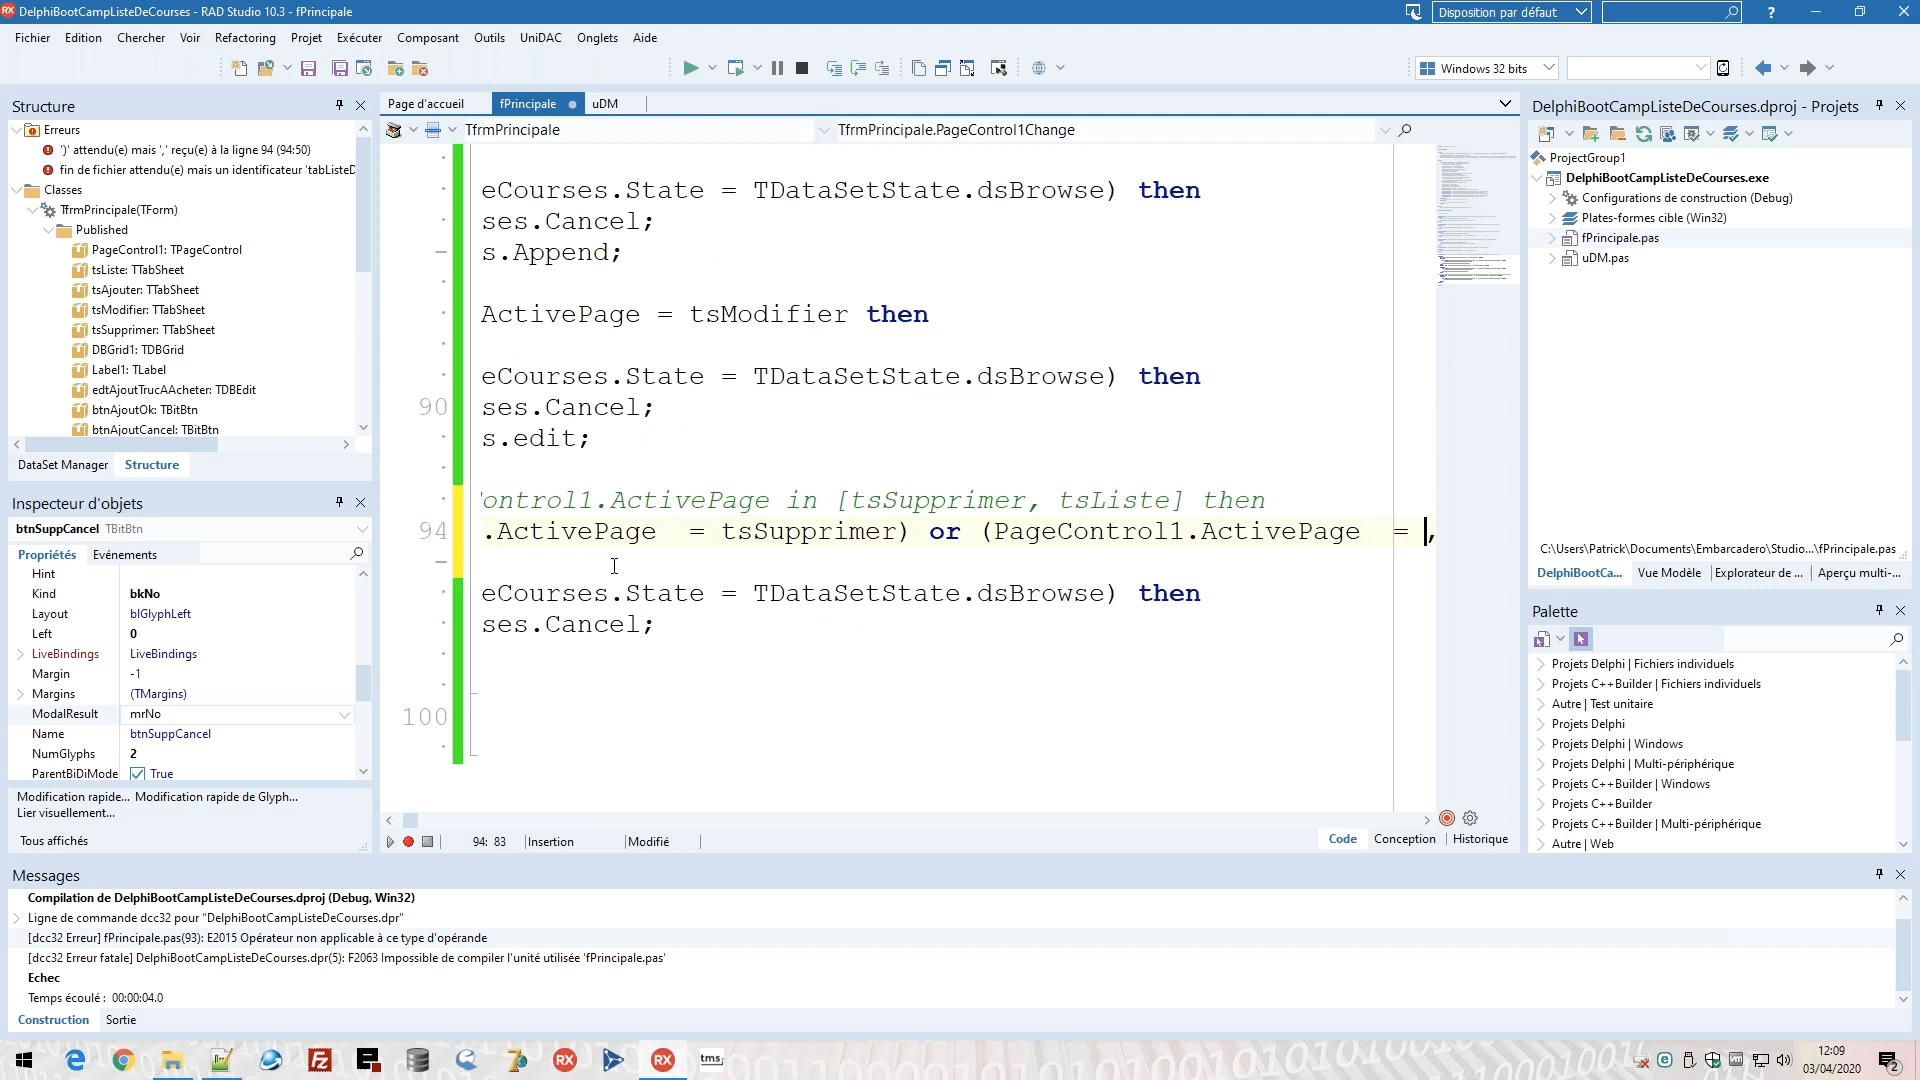 DelphiBootCampListeDeCourses - RAD Studio 10.3 - fPrincipale
Disposition par défaut
?
Fichier Edition Chercher Voir Refactoring Projet Exécuter Composant Outils UniDAC Onglets Aide
Windows 32 bits
Structure
Erreurs
')' attendu(e) mais ',' reçu(e) à la ligne 94 (94:50)
fin de fichier attendu(e) mais un identificateur 'tabListeD
Classes
TfrmPrincipale(TForm)
Published
PageControl1: TPageControl
tsListe: TTabSheet
tsAjouter: TTabSheet
tsModifier: TTabSheet
tsSupprimer: TTabSheet
DBGrid1: TDBGrid
Label1: TLabel
edtAjoutTrucAAcheter: TDBEdit
btnAjoutOk: TBitBtn
btnAjoutCancel: TBitBtn
DataSet Manager Structure
Inspecteur d'objets
btnSuppCancel TBitBtn
Propriétés Evénements
Hint
Kind bkNo
Layout blGlyphLeft
Left 0
LiveBindings LiveBindings
Margin -1
Margins (TMargins)
ModalResult mrNo
Name btnSuppCancel
NumGlyphs 2
ParentBiDiMode True
Modification rapide... Modification rapide de Glyph...
Lier visuellement...
Tous affichés
Page d'accueil fPrincipale uDM
TfrmPrincipale TfrmPrincipale.PageControl1Change
eCourses.State = TDataSetState.dsBrowse) then
ses.Cancel;
s.Append;
ActivePage = tsModifier then
eCourses.State = TDataSetState.dsBrowse) then
90 ses.Cancel;
s.edit;
ontrol1.ActivePage in [tsSupprimer, tsListe] then
94 .ActivePage = tsSupprimer) or (PageControl1.ActivePage = ,
eCourses.State = TDataSetState.dsBrowse) then
ses.Cancel;
100
94: 83 Insertion Modifié
Code Conception Historique
DelphiBootCampListeDeCourses.dproj - Projets
ProjectGroup1
DelphiBootCampListeDeCourses.exe
Configurations de construction (Debug)
Plates-formes cible (Win32)
fPrincipale.pas
uDM.pas
C:\Users\Patrick\Documents\Embarcadero\Studio...\fPrincipale.pas
DelphiBootCa... Vue Modèle Explorateur de ... Aperçu multi-...
Palette
Projets Delphi | Fichiers individuels
Projets C++Builder | Fichiers individuels
Autre | Test unitaire
Projets Delphi
Projets Delphi | Windows
Projets Delphi | Multi-périphérique
Projets C++Builder | Windows
Projets C++Builder
Projets C++Builder | Multi-périphérique
Autre | Web
Messages
Compilation de DelphiBootCampListeDeCourses.dproj (Debug, Win32)
Ligne de commande dcc32 pour "DelphiBootCampListeDeCourses.dpr"
[dcc32 Erreur] fPrincipale.pas(93): E2015 Opérateur non applicable à ce type d'opérande
[dcc32 Erreur fatale] DelphiBootCampListeDeCourses.dpr(5): F2063 Impossible de compiler l'unité utilisée 'fPrincipale.pas'
Echec
Temps écoulé : 00:00:04.0
Construction Sortie
RX RX tms
12:09
03/04/2020
2